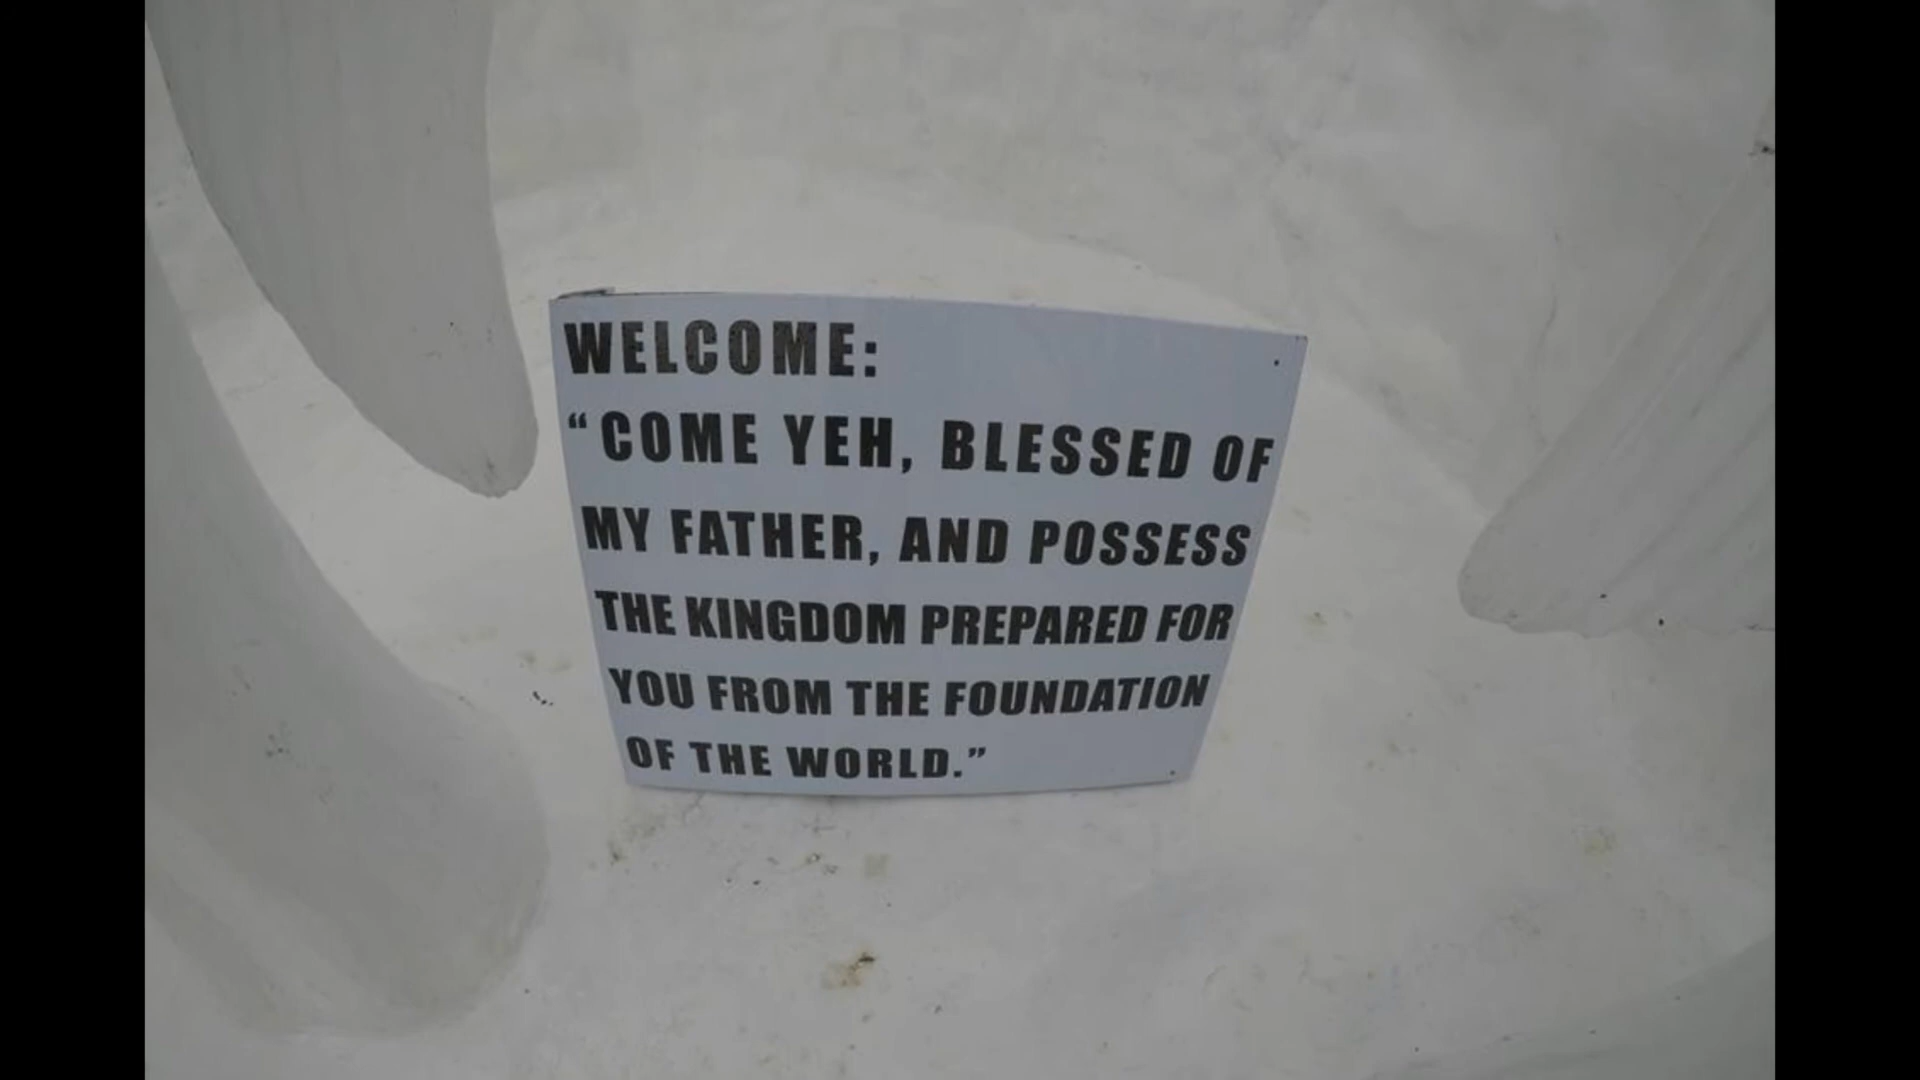 WELCOME:
“COME YEH, BLESSED OF
MY FATHER, AND POSSESS
THE KINGDOM PREPARED FOR
YOU FROM THE FOUNDATION
OF THE WORLD.”